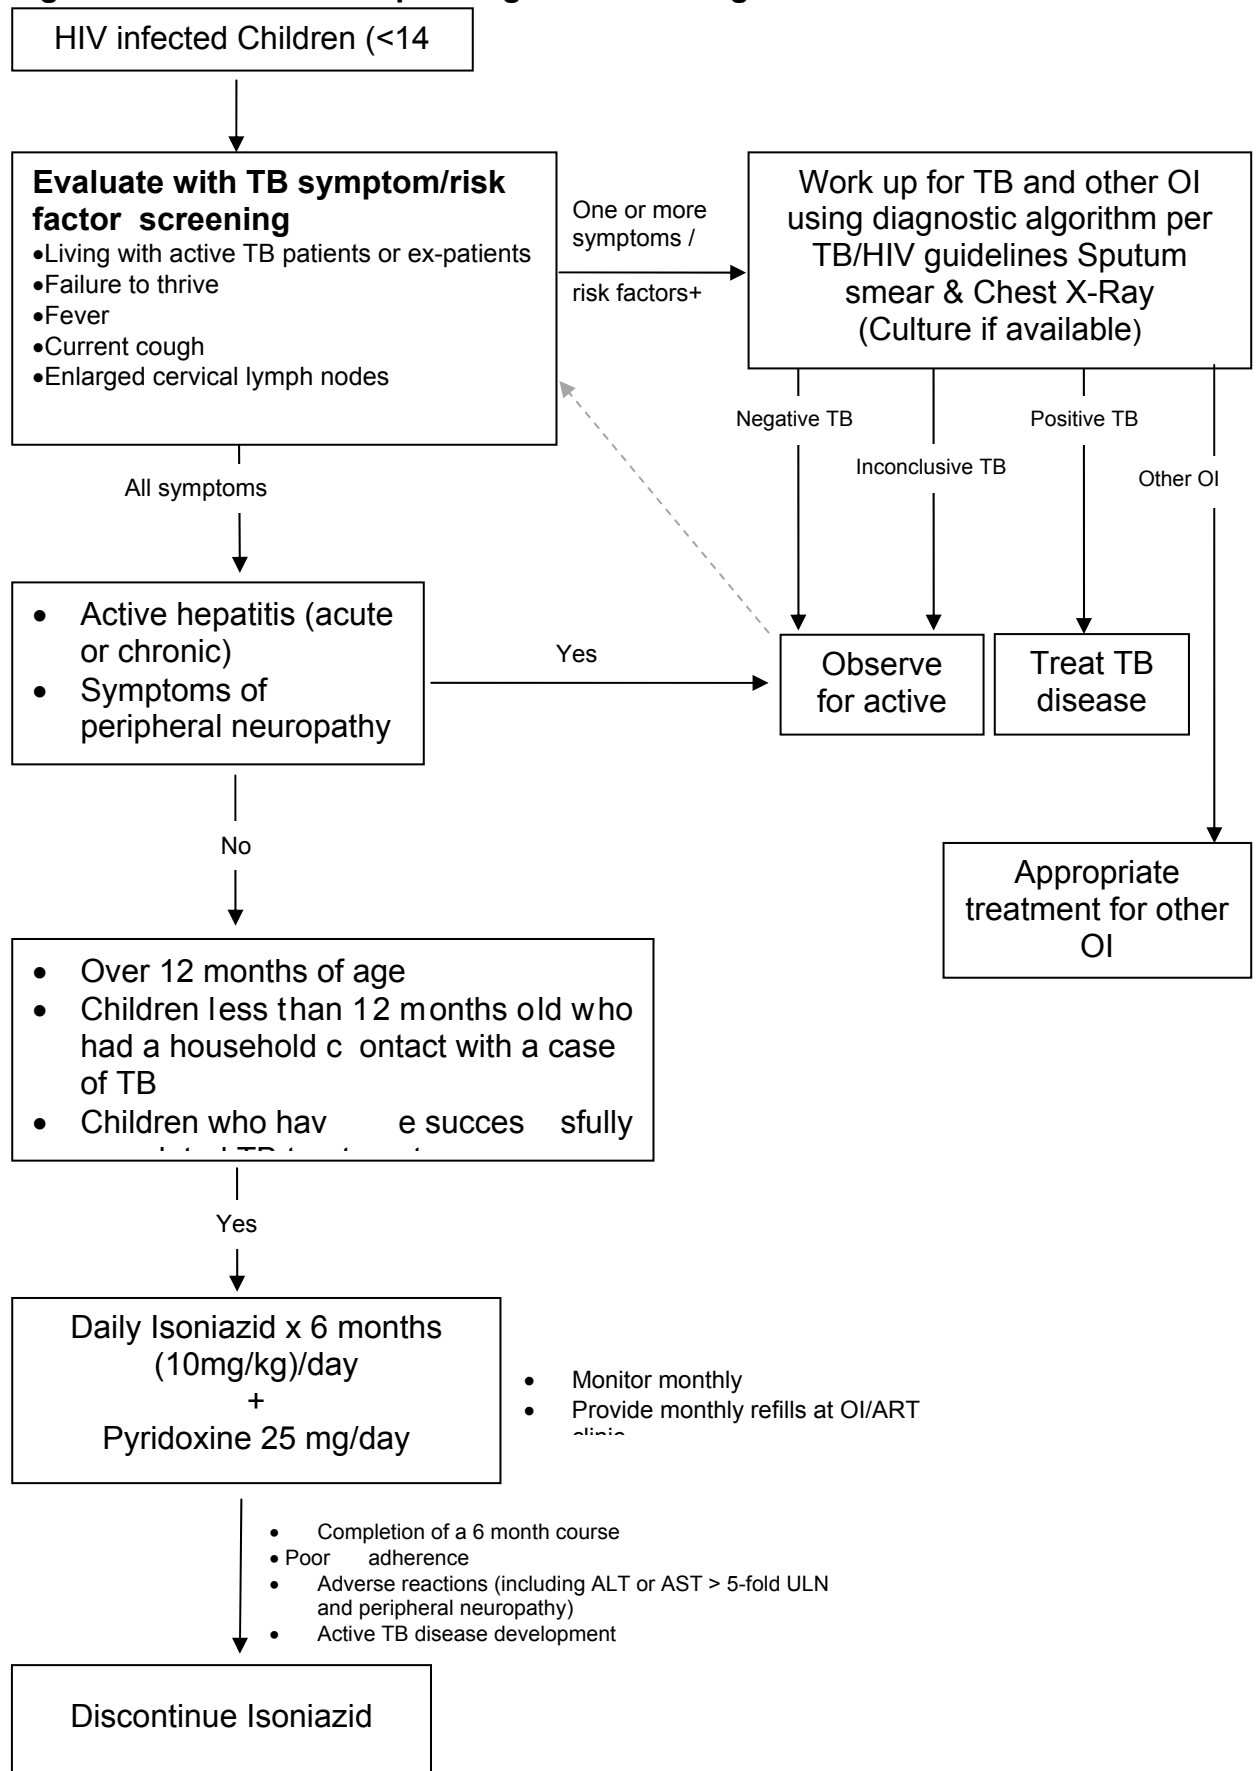 HIV infected Children (<14
Evaluate with TB symptom/risk
factor screening
•Living with active TB patients or ex-patients
•Failure to thrive
•Fever
•Current cough
•Enlarged cervical lymph nodes
One or more
symptoms /
risk factors+
Work up for TB and other OI
using diagnostic algorithm per
TB/HIV guidelines Sputum
smear & Chest X-Ray
(Culture if available)
Negative TB
Inconclusive TB
Positive TB
Other OI
All symptoms
• Active hepatitis (acute
or chronic)
• Symptoms of
peripheral neuropathy
Yes
Observe
for active
Treat TB
disease
No
Appropriate
treatment for other
OI
• Over 12 months of age
• Children less than 12 months old who
had a household c ontact with a case
of TB
• Children who hav e succes sfully
Yes
Daily Isoniazid x 6 months
(10mg/kg)/day
+
Pyridoxine 25 mg/day
• Monitor monthly
• Provide monthly refills at OI/ART
• Completion of a 6 month course
• Poor adherence
• Adverse reactions (including ALT or AST > 5-fold ULN
and peripheral neuropathy)
• Active TB disease development
Discontinue Isoniazid